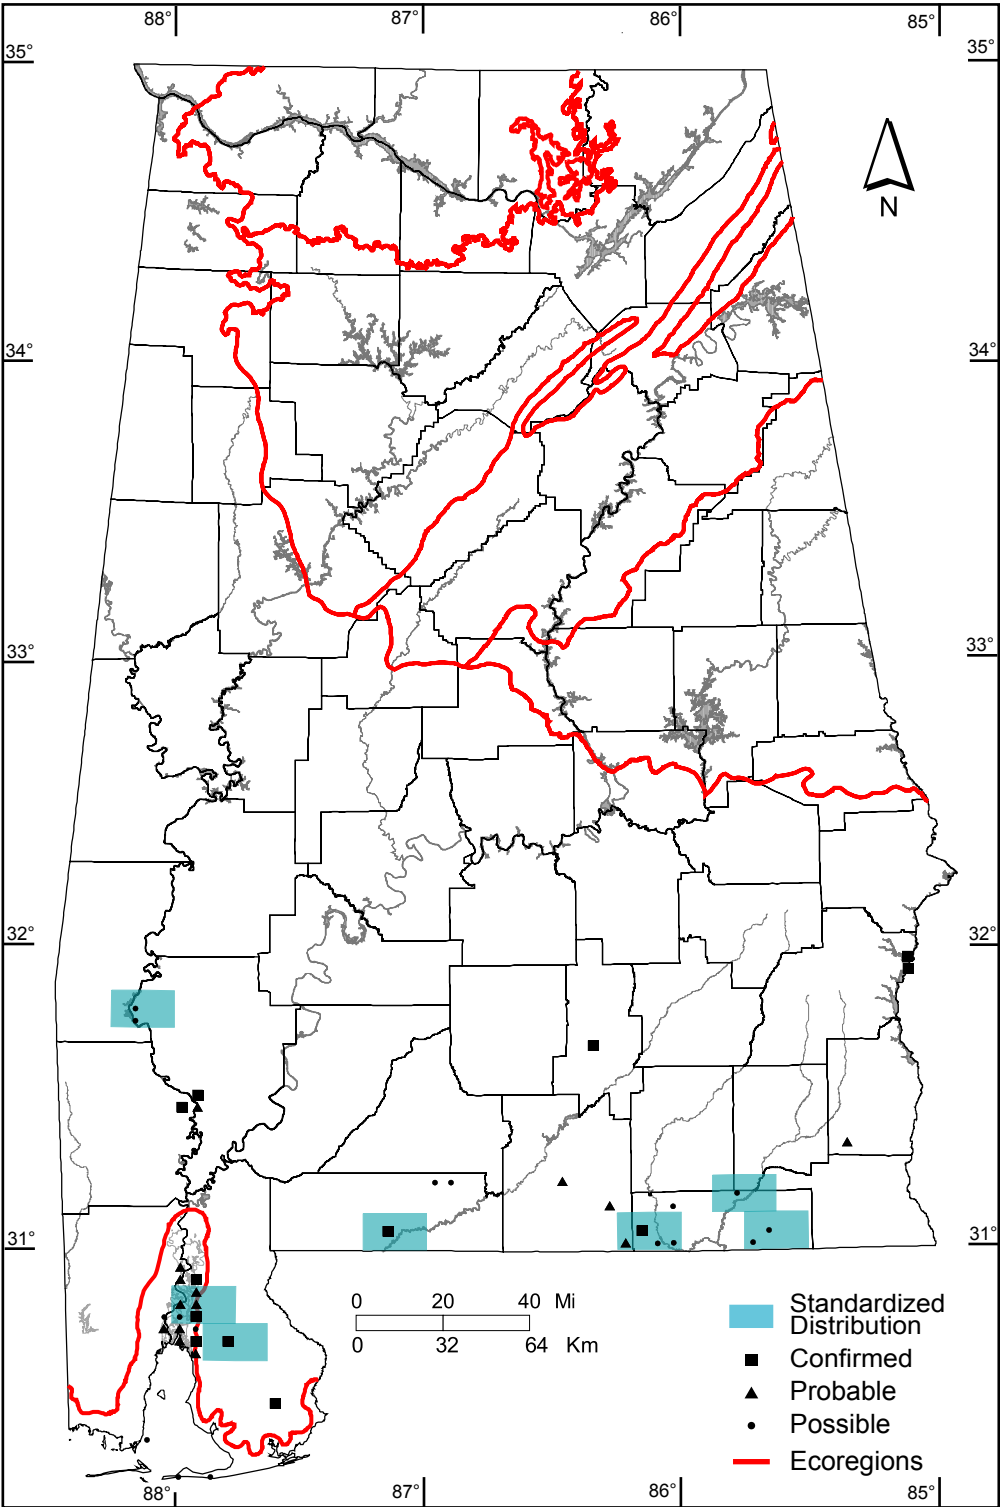 88° 87° 86° 85°
35° 35°
N
34° 34°
33° 33°
32° 32°
31° 31°
0 20 40 Mi
0 32 64 Km
Standardized
Distribution
Confirmed
Probable
Possible
Ecoregions
88° 87° 86° 85°